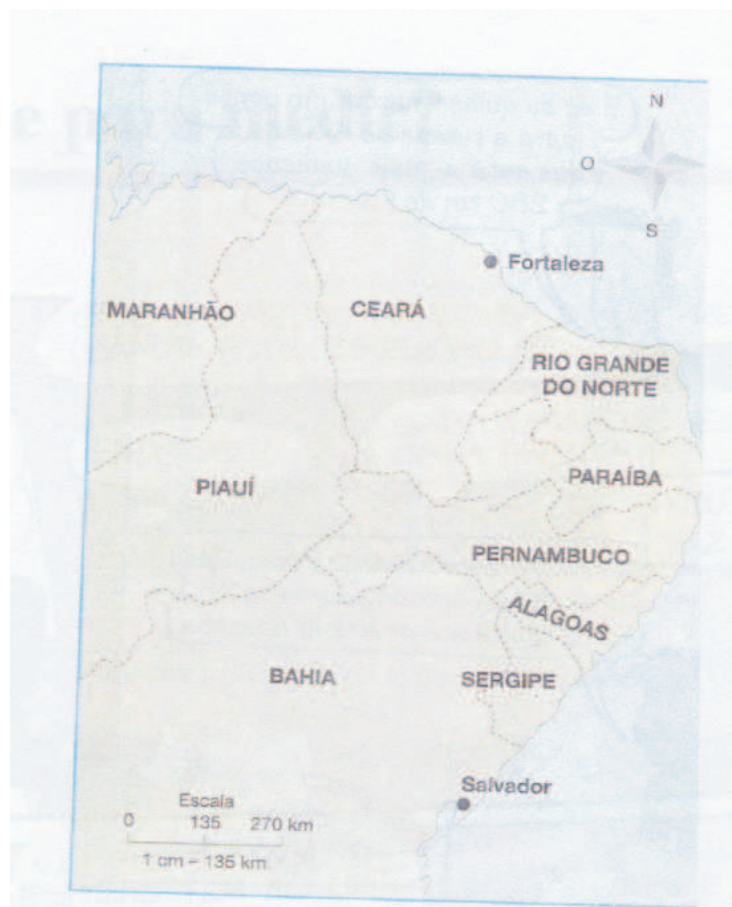 N
O
S
Fortaleza
MARANHÃO
CEARÁ
RIO GRANDE
DO NORTE
PIAUÍ
PARAÍBA
PERNAMBUCO
ALAGOAS
BAHIA
SERGIPE
Salvador
Escala
0 135 270 km
1 cm – 135 km